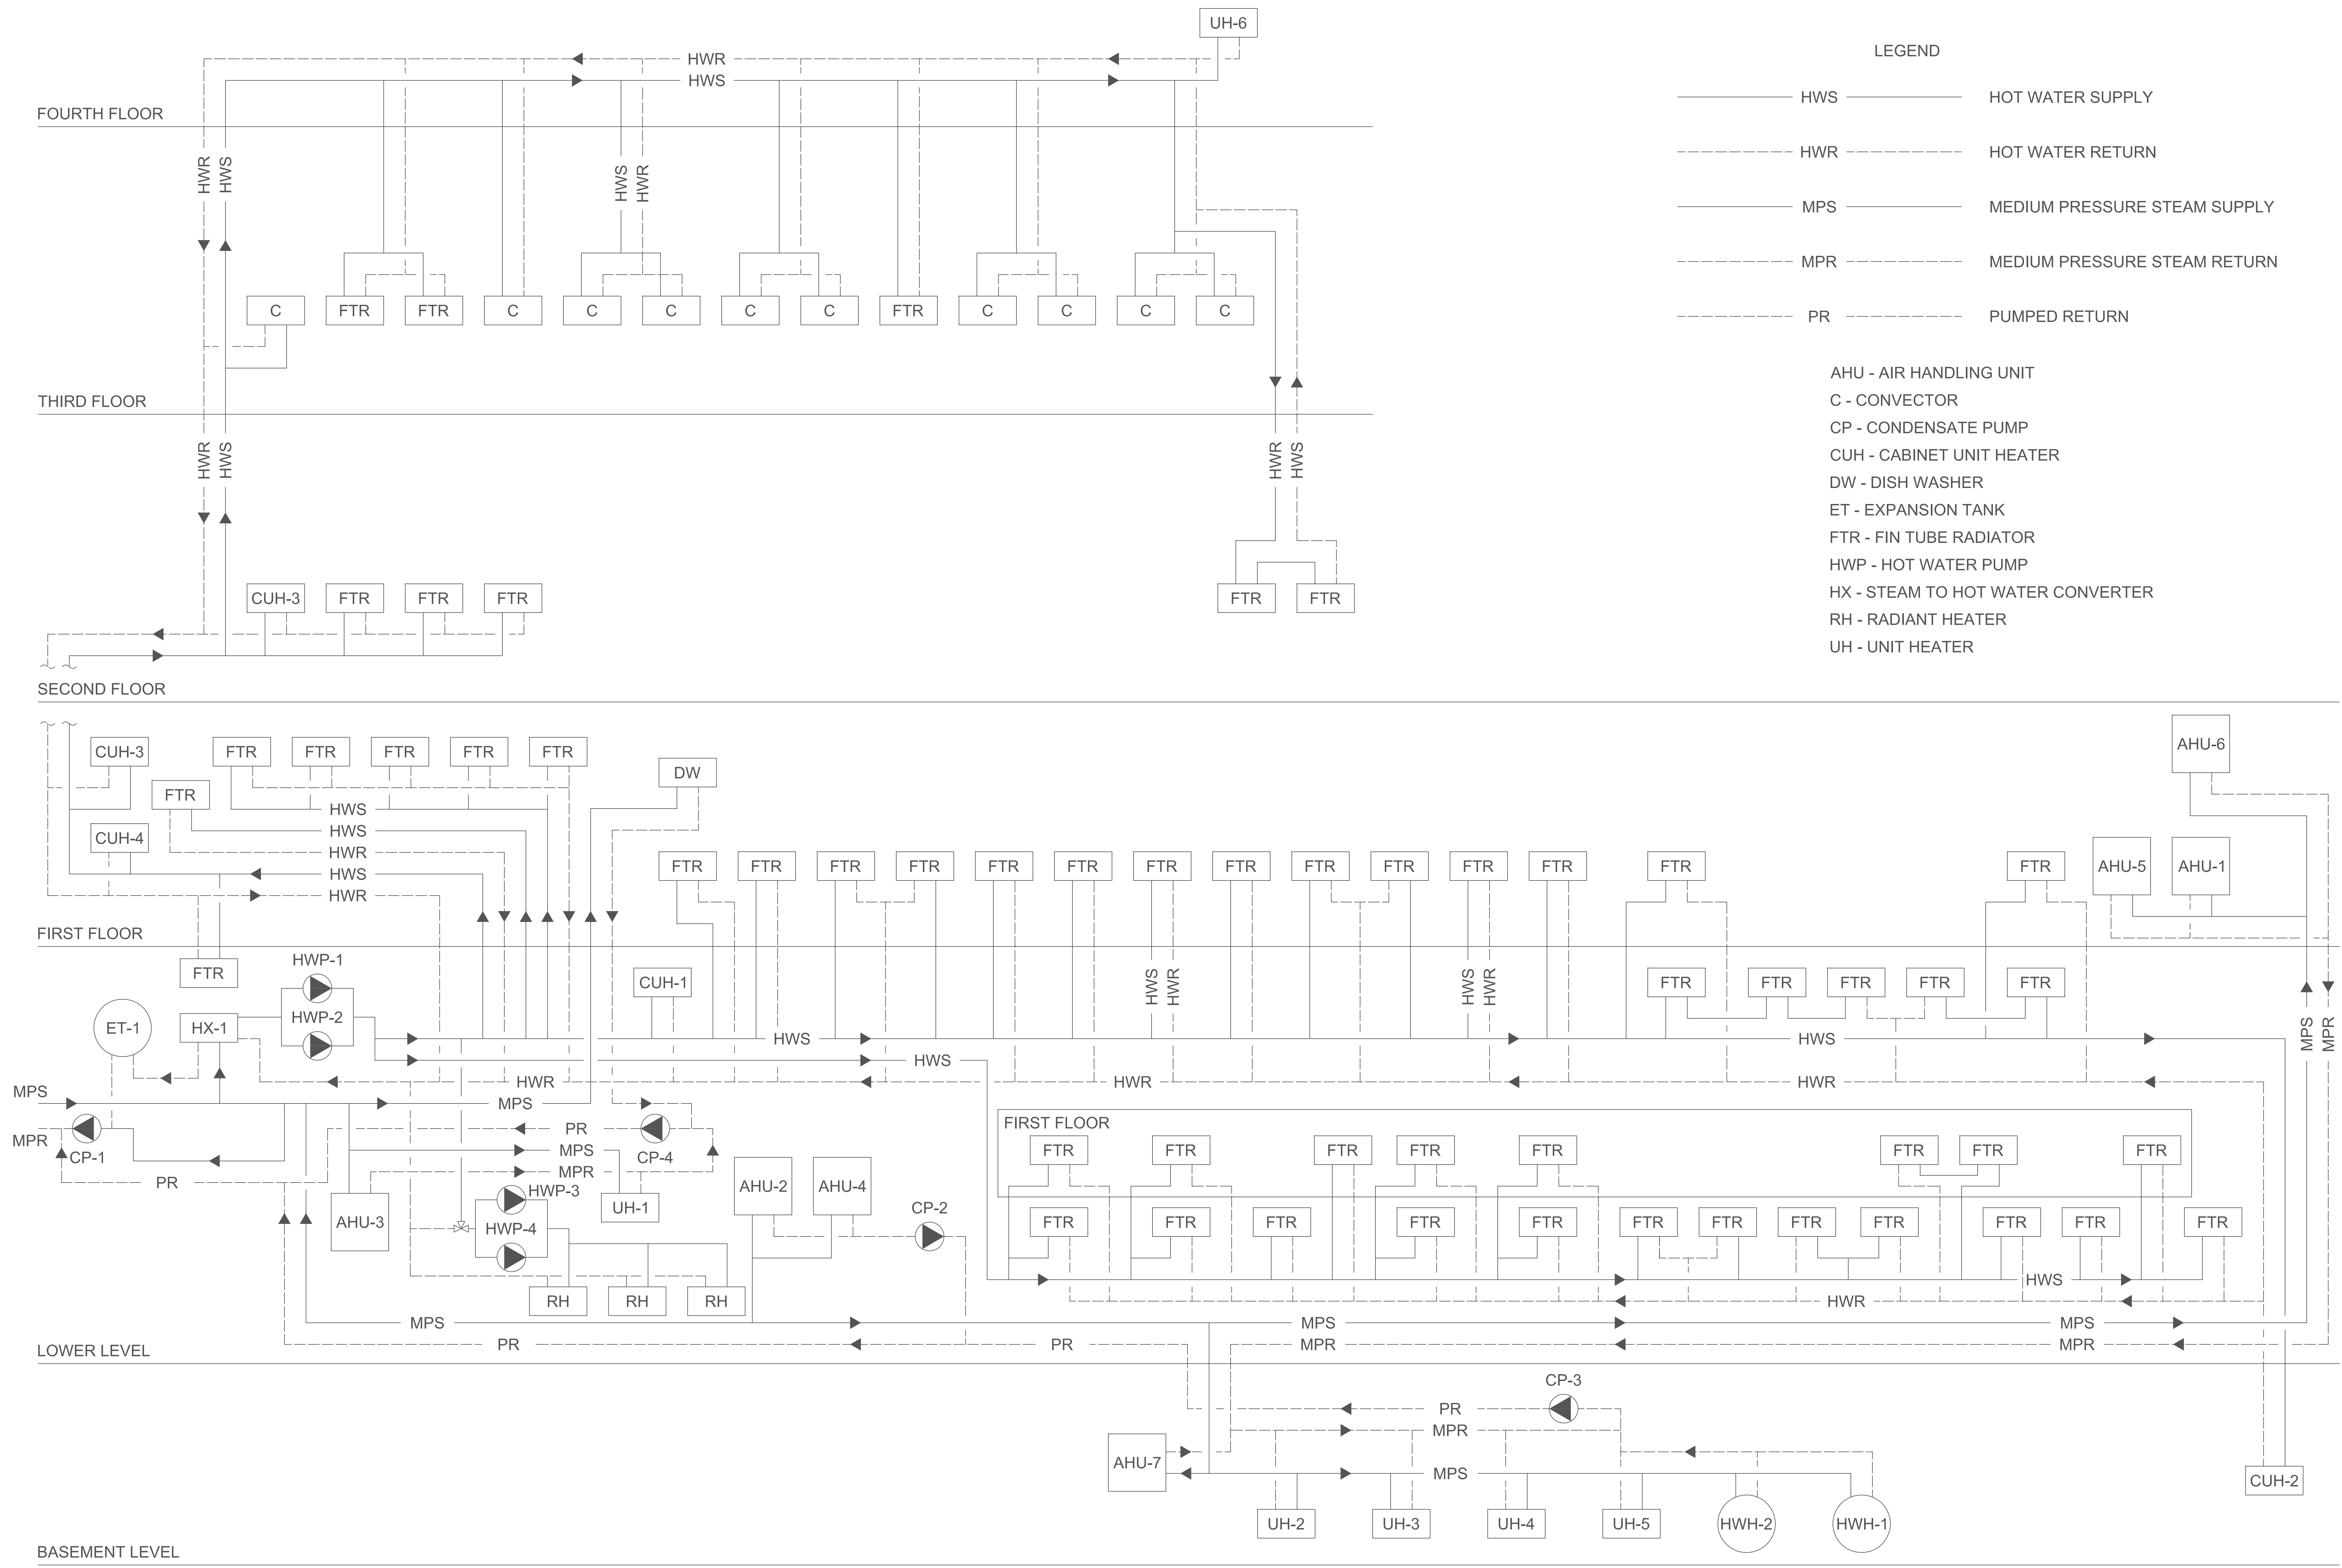 UH-6
HWR
HWS
FOURTH FLOOR
HWR HWS HWS HWR
C FTR FTR C C C C C FTR C C C C
THIRD FLOOR
HWR HWS HWR HWS
CUH-3 FTR FTR FTR FTR FTR
SECOND FLOOR
LEGEND
HWS HOT WATER SUPPLY
HWR HOT WATER RETURN
MPS MEDIUM PRESSURE STEAM SUPPLY
MPR MEDIUM PRESSURE STEAM RETURN
PR PUMPED RETURN
AHU - AIR HANDLING UNIT
C - CONVECTOR
CP - CONDENSATE PUMP
CUH - CABINET UNIT HEATER
DW - DISH WASHER
ET - EXPANSION TANK
FTR - FIN TUBE RADIATOR
HWP - HOT WATER PUMP
HX - STEAM TO HOT WATER CONVERTER
RH - RADIANT HEATER
UH - UNIT HEATER
CUH-3 FTR FTR FTR FTR FTR AHU-6
DW
FTR
HWS
HWS
CUH-4
HWR
FTR FTR FTR FTR FTR FTR FTR FTR FTR FTR FTR FTR FTR FTR AHU-5 AHU-1
HWS
HWR
FIRST FLOOR
HWP-1
FTR CUH-1 HWS HWR HWS HWR FTR FTR FTR FTR FTR
HWP-2
ET-1 HX-1 MPS MPR
HWS HWS
HWS
HWR HWR HWR
MPS MPS
FIRST FLOOR
MPR CP-1 PR CP-4
MPS FTR FTR FTR FTR FTR FTR FTR FTR
MPR
PR
HWP-3 AHU-2 AHU-4
UH-1 CP-2
AHU-3 HWP-4 FTR FTR FTR FTR FTR FTR FTR FTR FTR FTR FTR FTR
HWS
RH RH RH HWR
MPS MPS MPS
PR PR MPR MPR
LOWER LEVEL
CP-3
PR
MPR
AHU-7 MPS
CUH-2
UH-2 UH-3 UH-4 UH-5 HWH-2 HWH-1
BASEMENT LEVEL